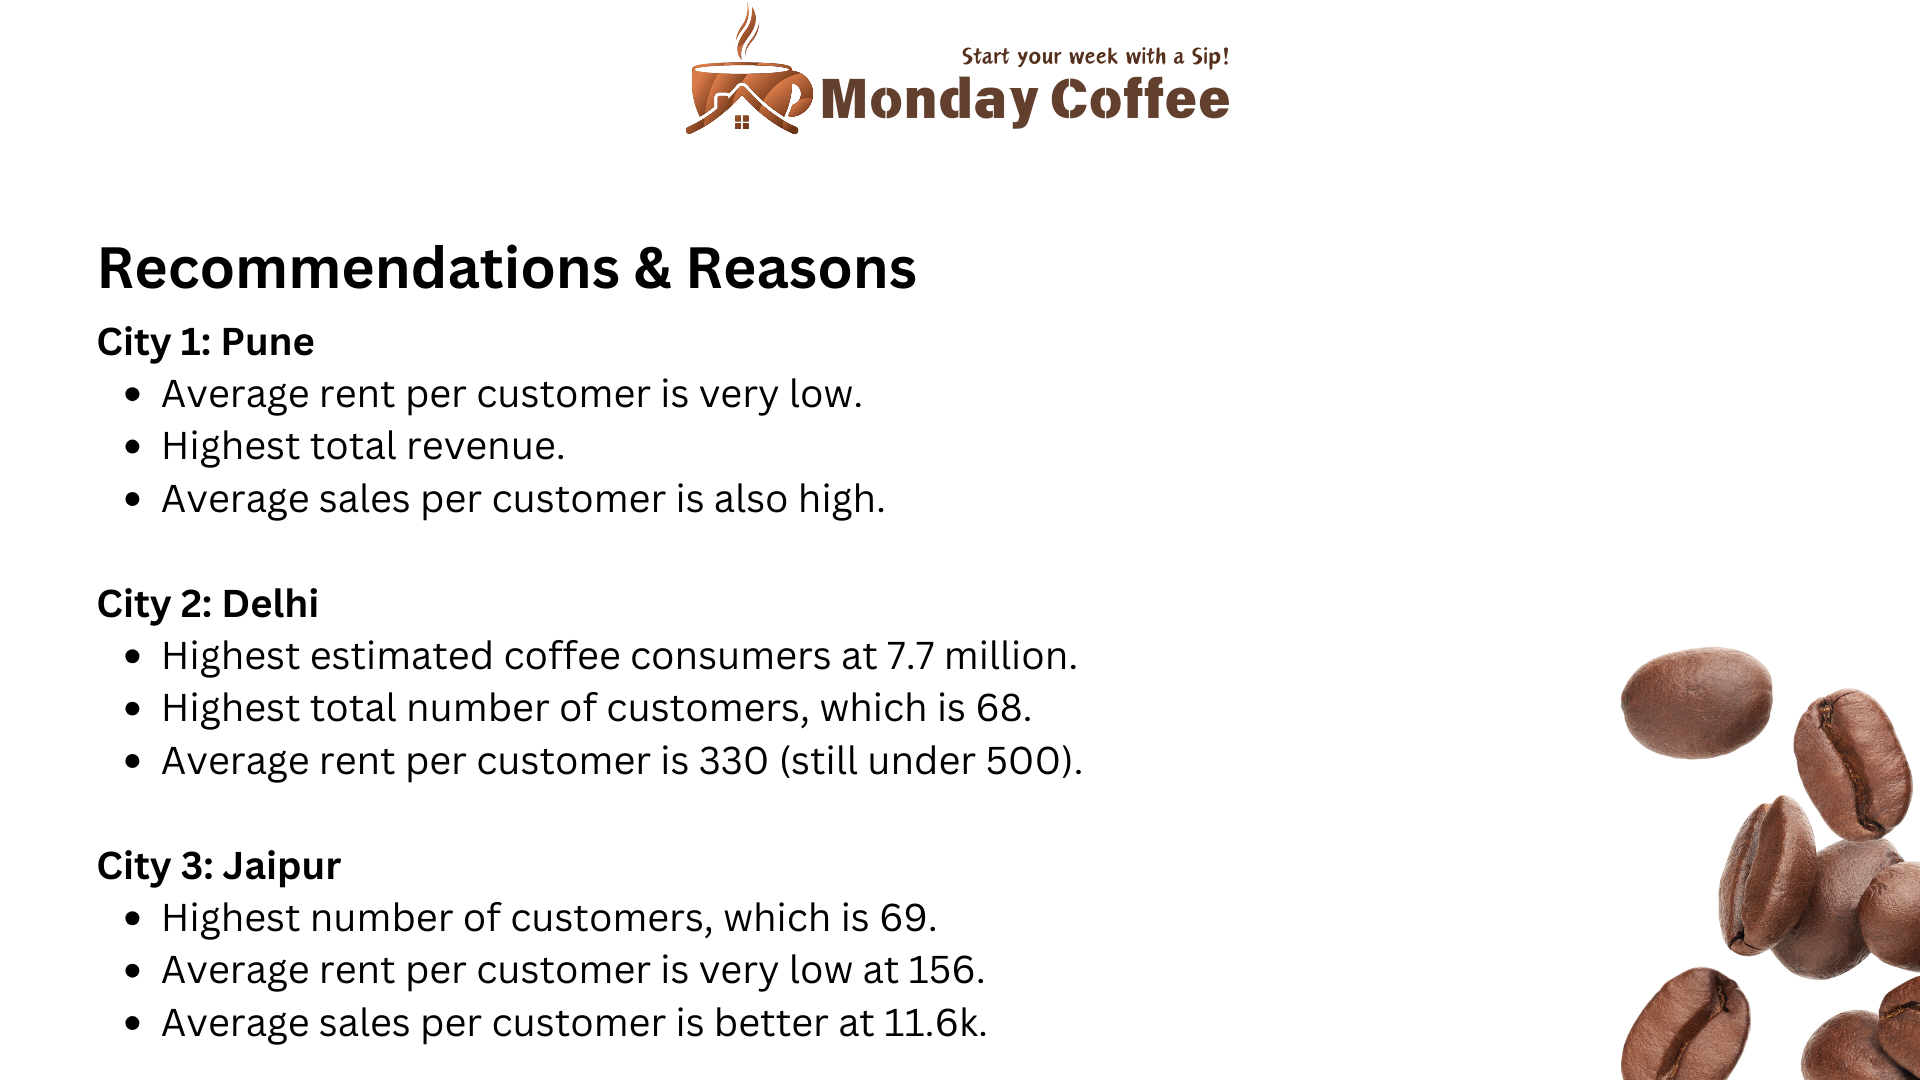 Start your week with a Sip!
Monday Coffee
Recommendations & Reasons
City 1: Pune
• Average rent per customer is very low.
• Highest total revenue.
• Average sales per customer is also high.
City 2: Delhi
• Highest estimated coffee consumers at 7.7 million.
• Highest total number of customers, which is 68.
• Average rent per customer is 330 (still under 500).
City 3: Jaipur
• Highest number of customers, which is 69.
• Average rent per customer is very low at 156.
• Average sales per customer is better at 11.6k.